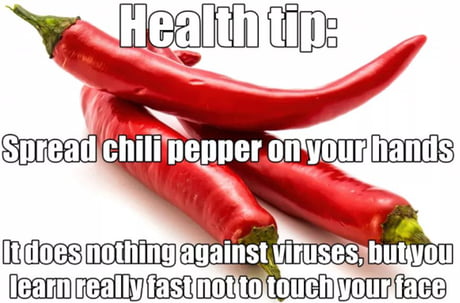 Health tip:
Spread chili pepper on your hands
It does nothing against viruses, but you
learn really fast not to touch your face